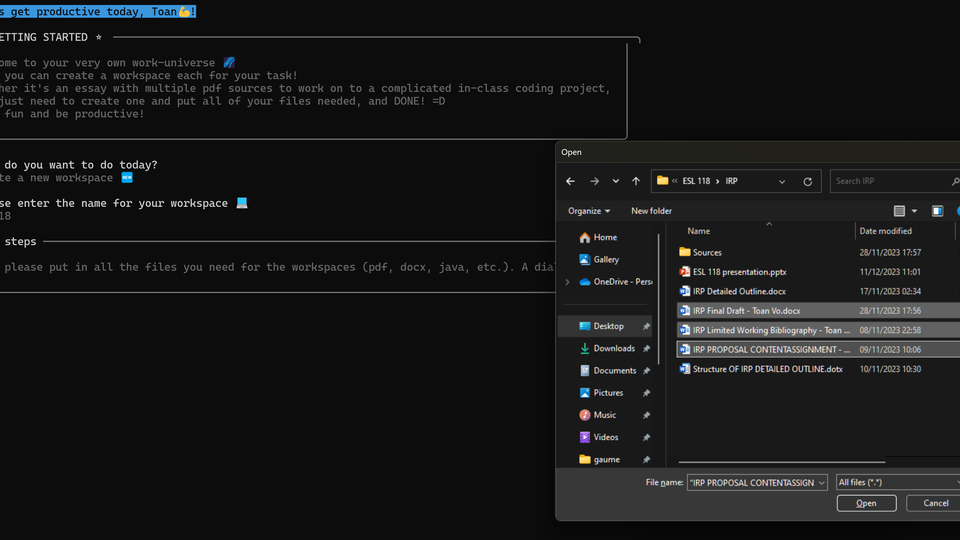 s get productive today, Toan💪!
ETTING STARTED ⭐
ome to your very own work-universe 🌌
you can create a workspace each for your task!
her it's an essay with multiple pdf sources to work on to a complicated in-class coding project,
just need to create one and put all of your files needed, and DONE! =D
fun and be productive!
do you want to do today?
te a new workspace 🆕
se enter the name for your workspace 💻
18
steps
please put in all the files you need for the workspaces (pdf, docx, java, etc.). A dia
Open
« ESL 118 › IRP
Search IRP
Organize
New folder
Name
Date modified
Home
Gallery
OneDrive - Pers
Desktop
Downloads
Documents
Pictures
Music
Videos
gaume
Sources 28/11/2023 17:57
ESL 118 presentation.pptx 11/12/2023 11:01
IRP Detailed Outline.docx 17/11/2023 02:34
IRP Final Draft - Toan Vo.docx 28/11/2023 17:56
IRP Limited Working Bibliography - Toan ... 08/11/2023 22:58
IRP PROPOSAL CONTENTASSIGNMENT - ... 09/11/2023 10:06
Structure OF IRP DETAILED OUTLINE.dotx 10/11/2023 10:30
File name: "IRP PROPOSAL CONTENTASSIGN
All files (*.*)
Open
Cancel